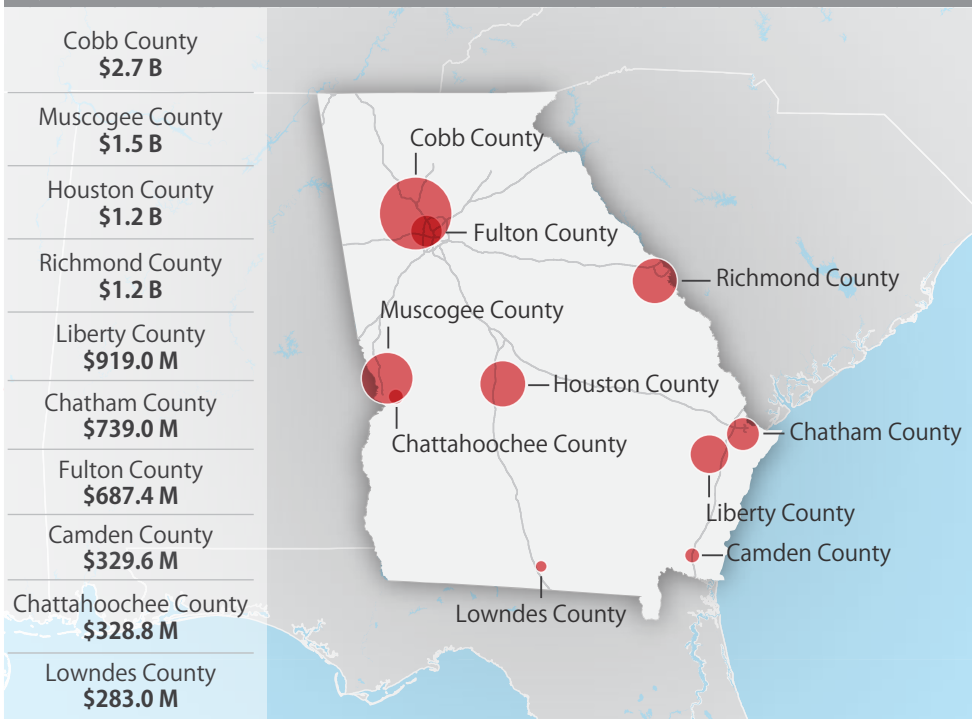 Cobb County
$2.7 B
Muscogee County
$1.5 B
Houston County
$1.2 B
Richmond County
$1.2 B
Liberty County
$919.0 M
Chatham County
$739.0 M
Fulton County
$687.4 M
Camden County
$329.6 M
Chattahoochee County
$328.8 M
Lowndes County
$283.0 M
Cobb County
Fulton County
Richmond County
Muscogee County
Houston County
Chattahoochee County
Chatham County
Liberty County
Camden County
Lowndes County